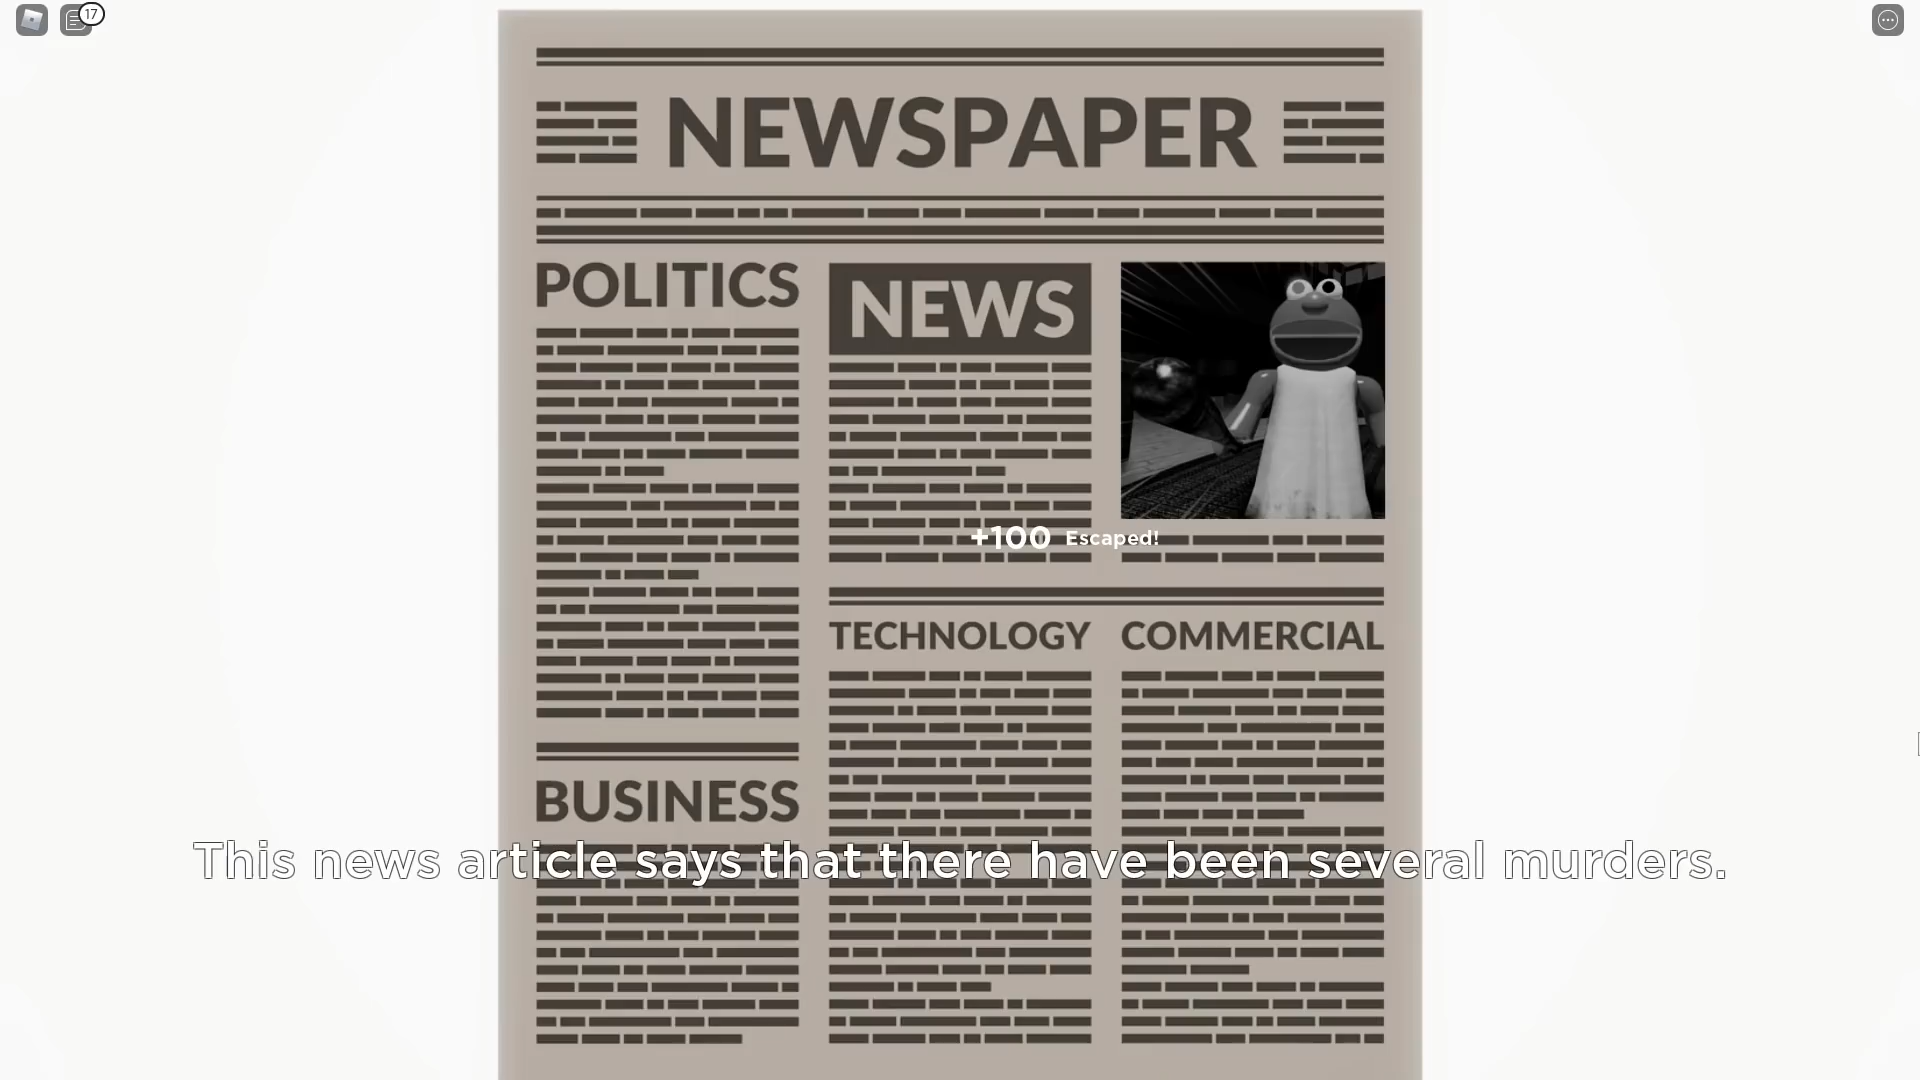 17
NEWSPAPER
POLITICS
NEWS
+100 Escaped!
TECHNOLOGY
COMMERCIAL
BUSINESS
This news article says that there have been several murders.